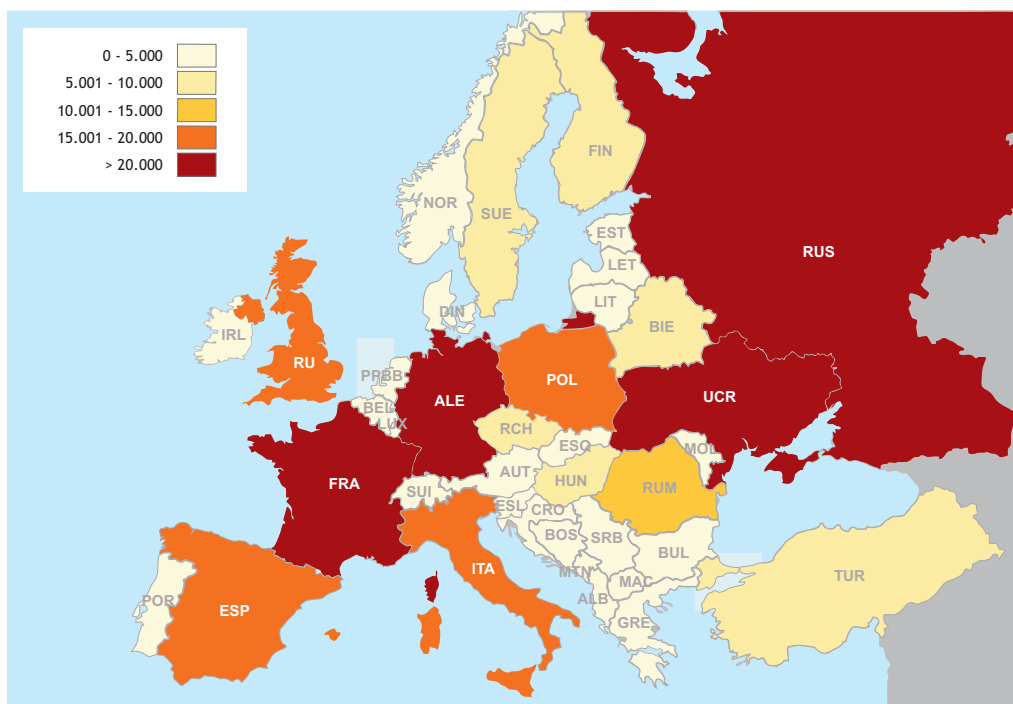 0 - 5.000
5.001 - 10.000
10.001 - 15.000
15.001 - 20.000
> 20.000
FIN
NOR
SUE
EST
RUS
LET
LIT
DIN
BIE
IRL
RU
PPBB
POL
ALE
UCR
BEL
LUX
RCH
ESQ
MOL
AUT
FRA
HUN
SUI
RUM
ESL
CRO
BOS
SRB
BUL
ITA
MTN
TUR
MAC
POR
ESP
ALB
GRE